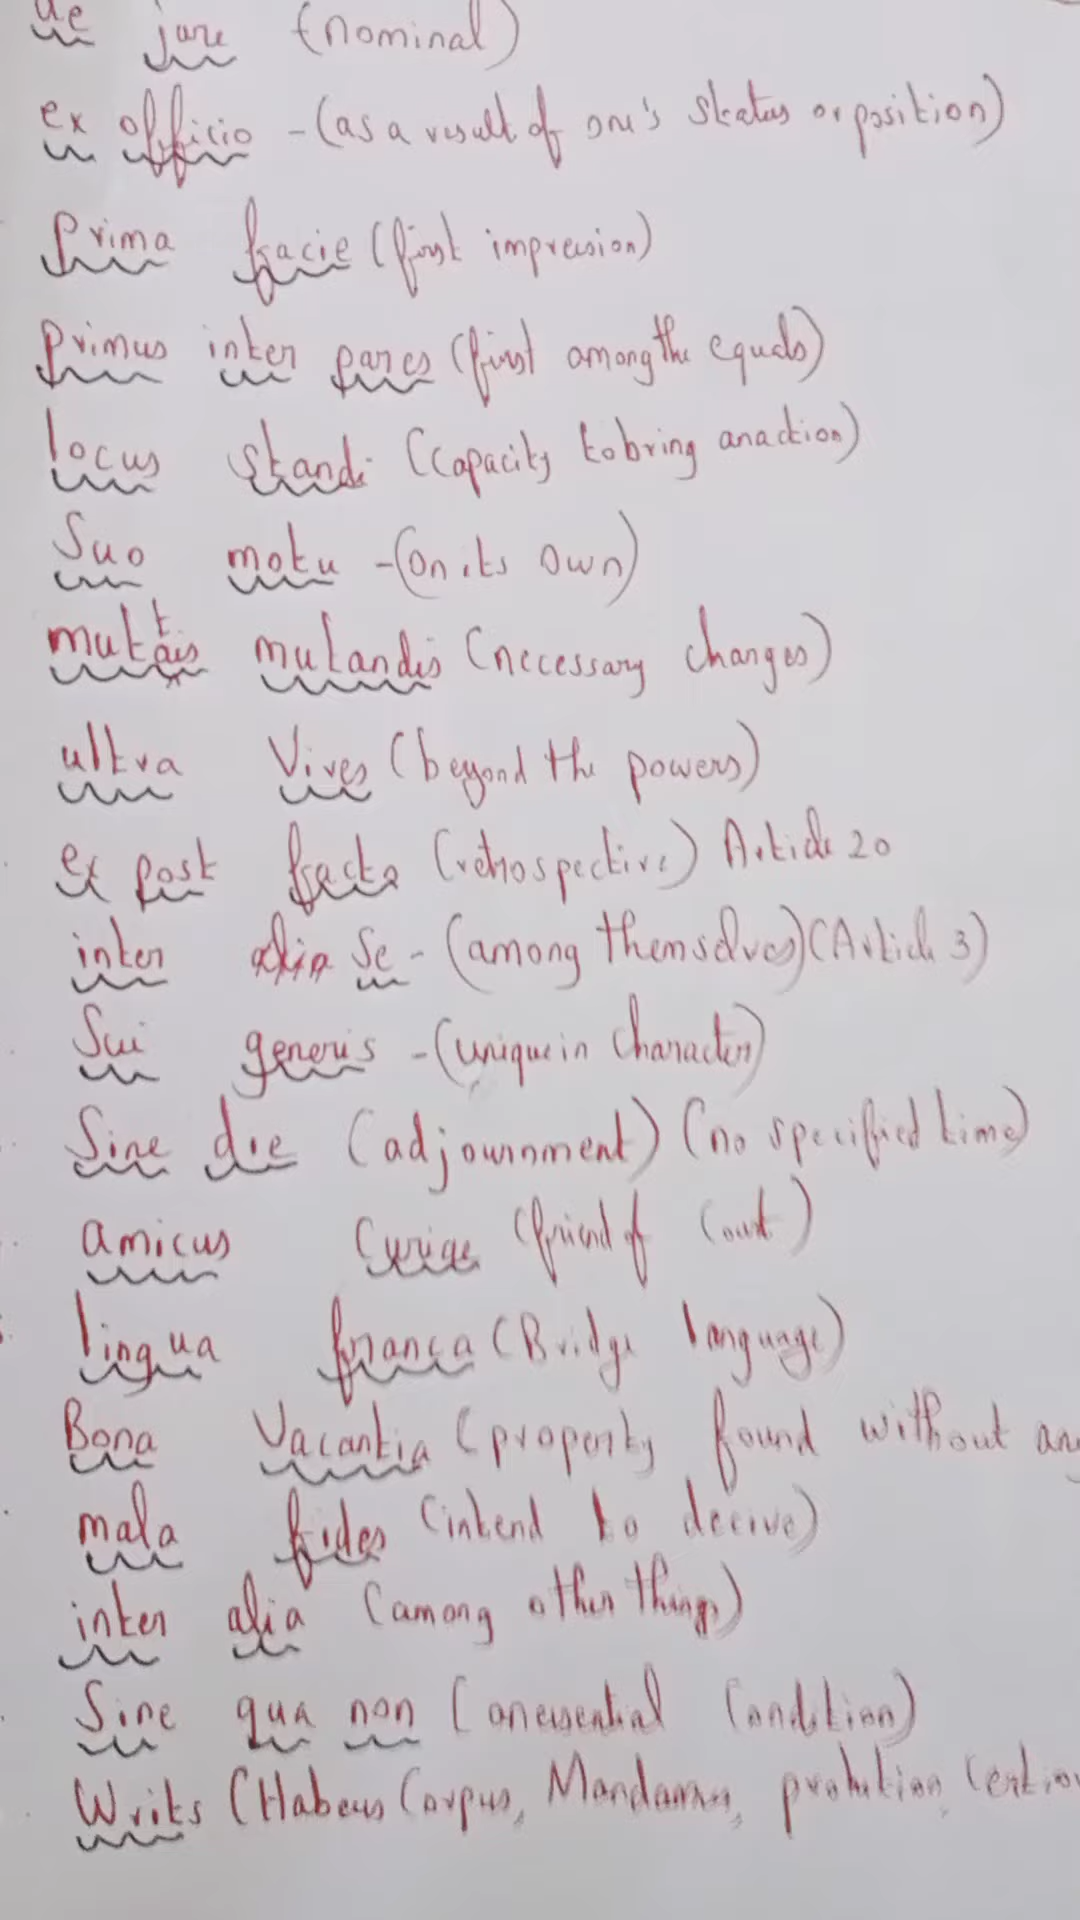 de jure (nominal)
ex officio - (as a result of one's status or position)
Prima facie (first impression)
Primus inter pares (first among the equals)
locus standi (capacity to bring an action)
Suo motu - (on its own)
mutatis mutandis (necessary changes)
ultra Vires (beyond the powers)
ex post facto (retrospective) Article 20
inter Se - (among themselves) (Article 3)
Sui generis - (unique in character)
Sine die (adjournment) (no specified time)
amicus Curiae (friend of Court)
lingua franca (Bridge language)
Bona Vacantia (property found without
mala fides (intend to decive)
inter alia (among other things)
Sine qua non (an essential Condition)
Writs (Habeus Corpus, Mandamus,